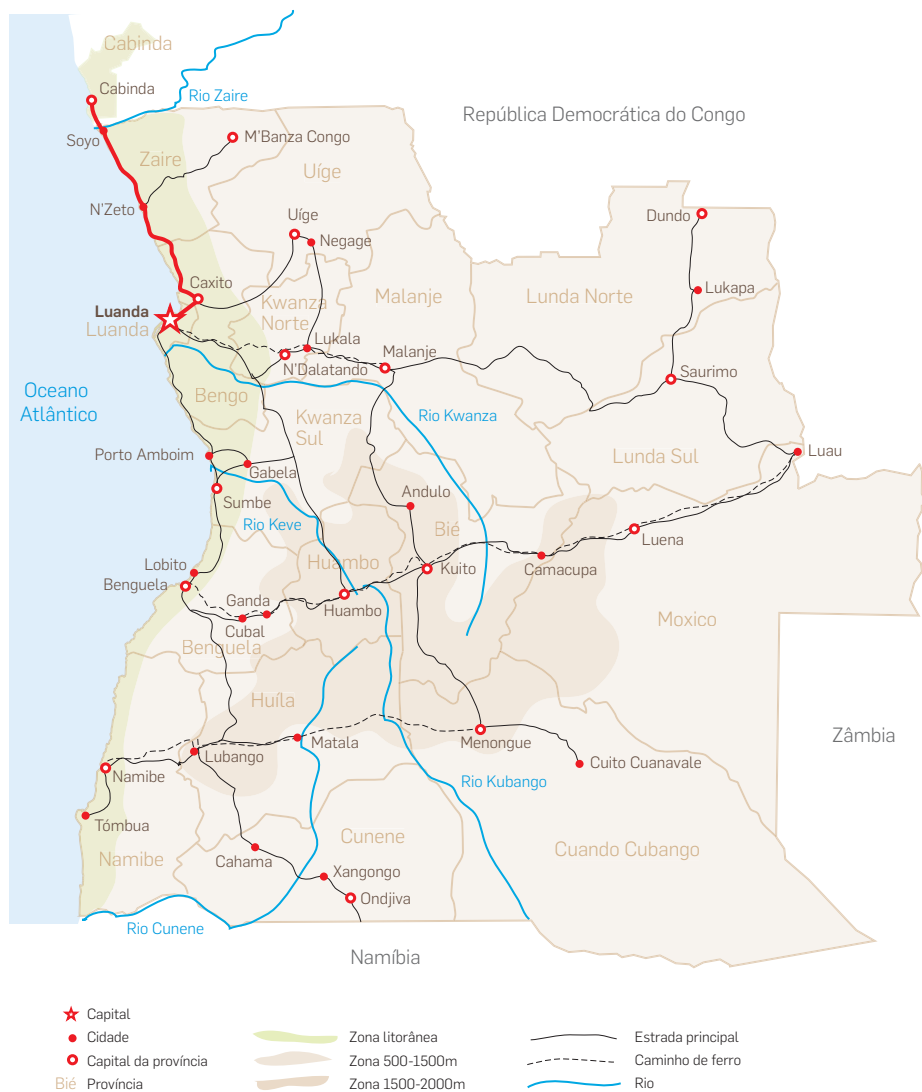 Cabinda
Cabinda
Rio Zaire
República Democrática do Congo
Soyo
M'Banza Congo
Zaire
Uíge
N'Zeto
Uíge
Negage
Dundo
Caxito
Kwanza
Norte
Malanje
Lunda Norte
Lukapa
Luanda
Luanda
Lukala
N'Dalatando
Malanje
Saurimo
Oceano
Atlântico
Bengo
Kwanza
Sul
Rio Kwanza
Porto Amboim
Gabela
Lunda Sul
Luau
Sumbe
Andulo
Rio Keve
Bié
Luena
Lobito
Huambo
Kuito
Camacupa
Benguela
Ganda
Huambo
Cubal
Benguela
Moxico
Huíla
Matala
Menongue
Zâmbia
Lubango
Cuito Cuanavale
Namibe
Rio Kubango
Tómbua
Namibe
Cunene
Cuando Cubango
Cahama
Xangongo
Ondjiva
Rio Cunene
Namíbia
Capital
Cidade
Capital da província
Bié Província
Zona litorânea
Zona 500-1500m
Zona 1500-2000m
Estrada principal
Caminho de ferro
Rio